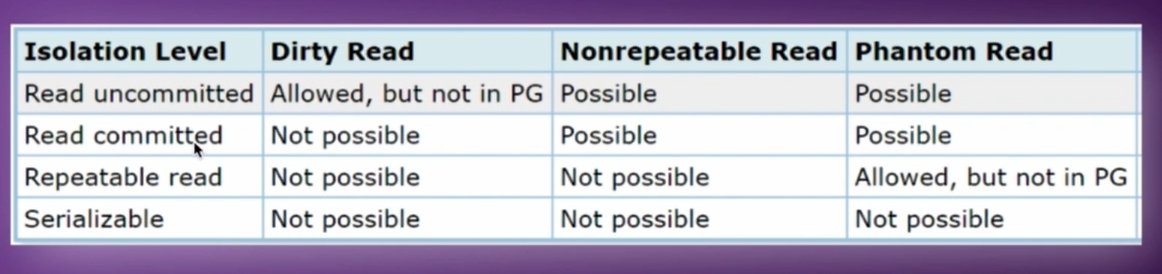 Isolation Level Dirty Read Nonrepeatable Read Phantom Read
Read uncommitted Allowed, but not in PG Possible Possible
Read committed Not possible Possible Possible
Repeatable read Not possible Not possible Allowed, but not in PG
Serializable Not possible Not possible Not possible